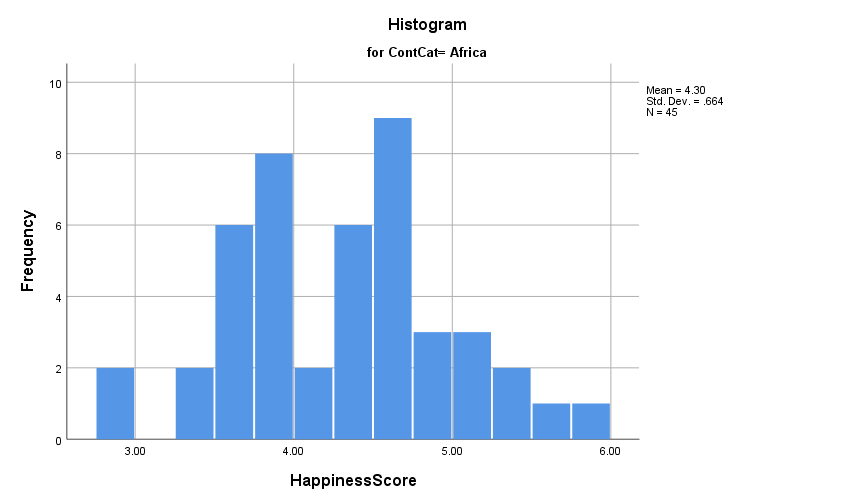 Histogram
for ContCat= Africa
Mean = 4.30
Std. Dev. = .664
N = 45
10
8
6
4
2
0
Frequency
3.00 4.00 5.00 6.00
HappinessScore